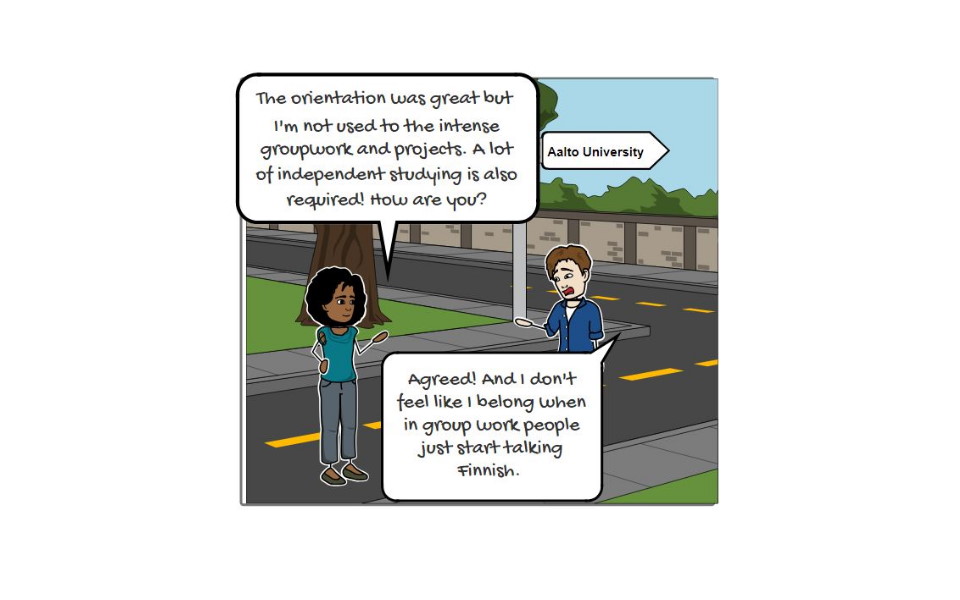 The orientation was great but
I'm not used to the intense
groupwork and projects. A lot
of independent studying is also
required! How are you?
Aalto University
Agreed! And I don't
feel like I belong when
in group work people
just start talking
Finnish.